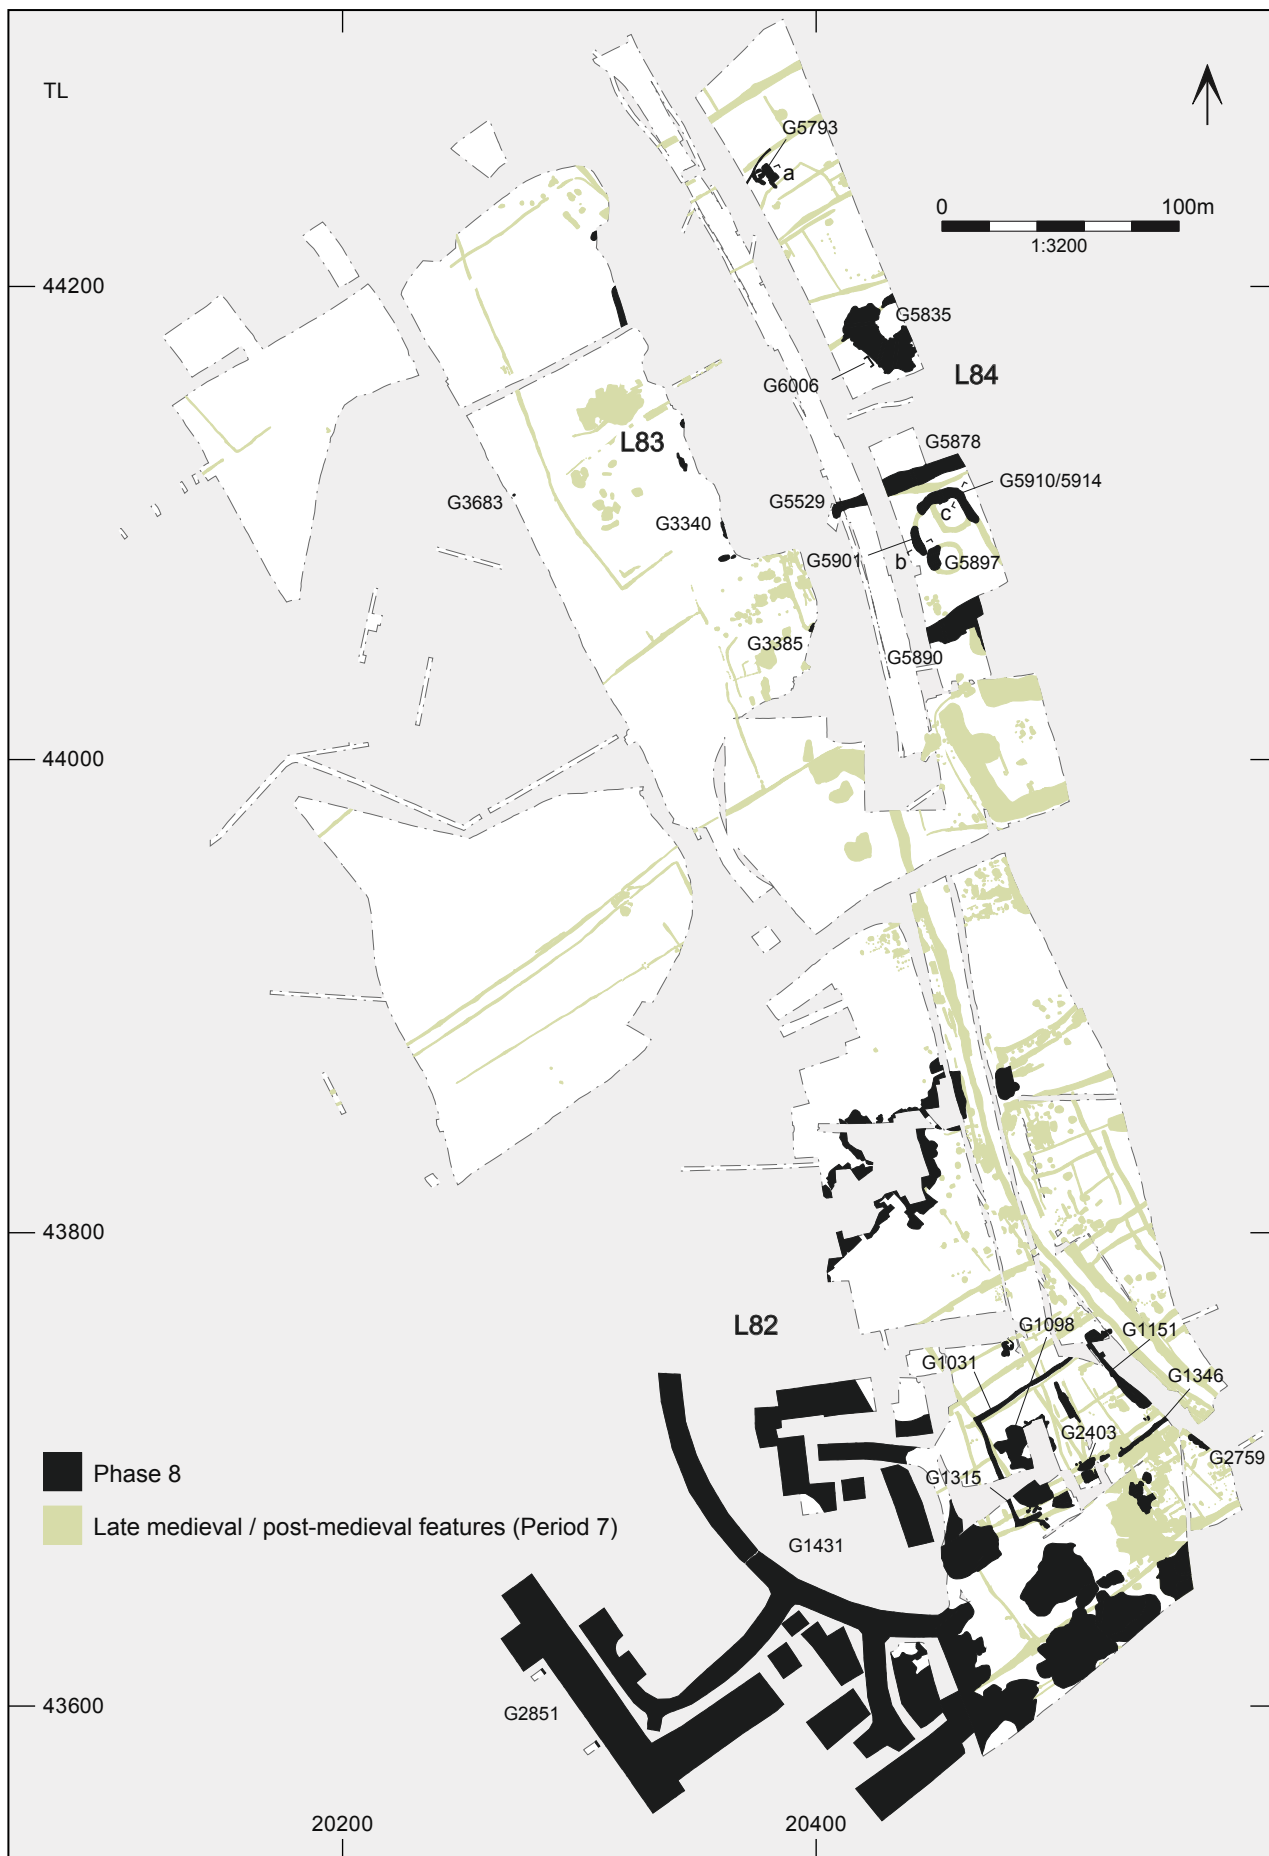 TL
G5793
a
0 100m
1:3200
44200
G5835
L84
G6006
L83
G5878
G5910/5914
G3683
G5529
c
G3340
G5901
b
G5897
G3385
G5890
44000
43800
L82
G1098
G1151
G1031
G1346
G2403
G2759
Phase 8
G1315
Late medieval / post-medieval features (Period 7)
G1431
43600
G2851
20200
20400